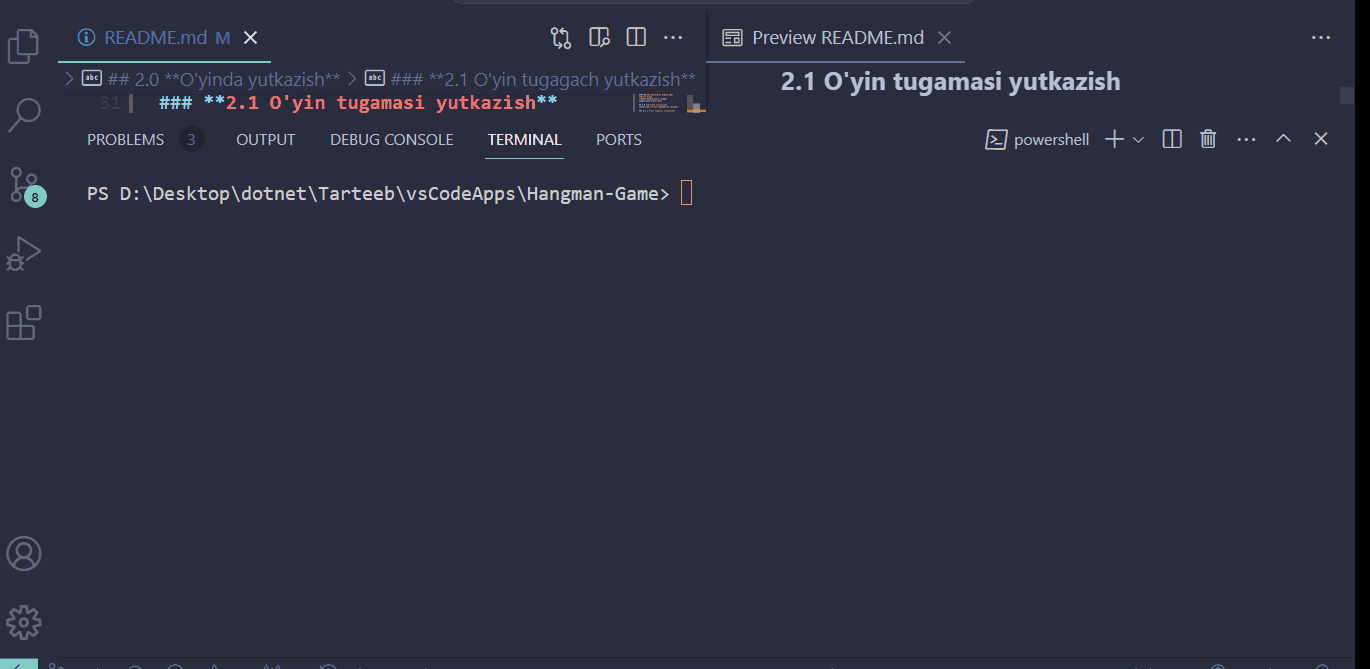 README.md M
Preview README.md
## 2.0 **O'yinda yutkazish** > ### **2.1 O'yin tugagach yutkazish**
31 ### **2.1 O'yin tugamasi yutkazish**
2.1 O'yin tugamasi yutkazish
PROBLEMS 3 OUTPUT DEBUG CONSOLE TERMINAL PORTS
powershell
PS D:\Desktop\dotnet\Tarteeb\vsCodeApps\Hangman-Game>
8